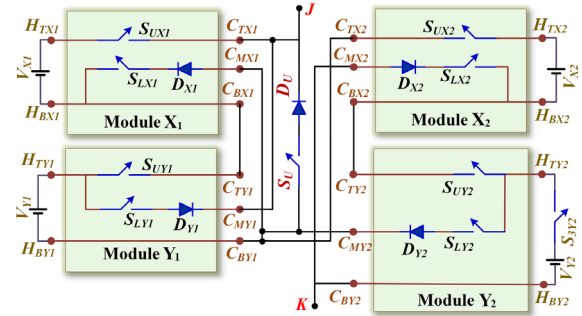 J
H_TX1 S_UX1 C_TX1 C_TX2 S_UX2 H_TX2
V_X1 S_LX1 D_X1 C_MX1 C_MX2 D_X2 S_LX2 V_X2
H_BX1 C_BX1 D_U C_BX2 H_BX2
Module X1 Module X2
H_TY1 S_UY1 C_TY1 S_U C_TY2 S_UY2 H_TY2
V_Y1 S_LY1 D_Y1 C_MY1 C_MY2 D_Y2 S_LY2 S_3Y2
H_BY1 C_BY1 V_Y2
Module Y1
K C_BY2 H_BY2
Module Y2